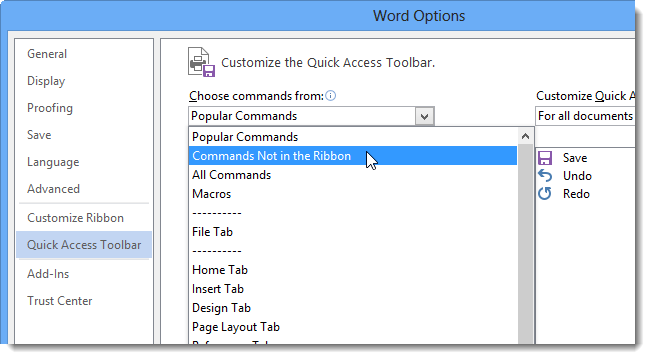 Word Options
General
Display
Proofing
Save
Language
Advanced
Customize Ribbon
Quick Access Toolbar
Add-Ins
Trust Center
Customize the Quick Access Toolbar.
Choose commands from:
Popular Commands
Popular Commands
Commands Not in the Ribbon
All Commands
Macros
----------
File Tab
----------
Home Tab
Insert Tab
Design Tab
Page Layout Tab
Customize Quick A
For all documents
Save
Undo
Redo